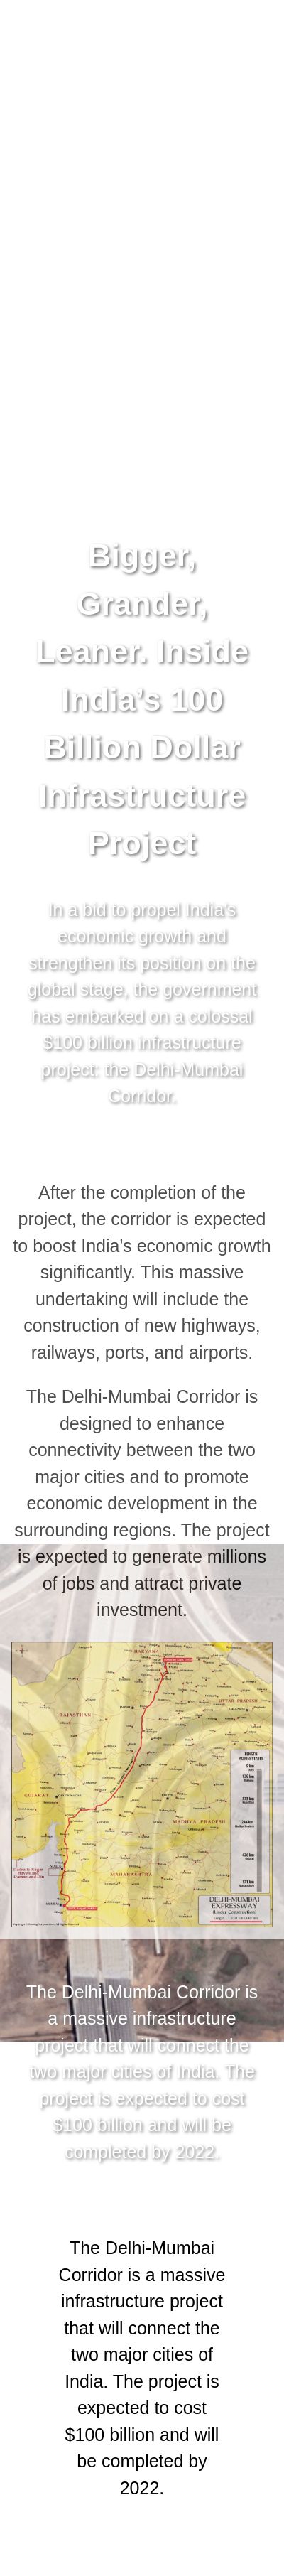 Bigger,
Grander,
Leaner. Inside
India's 100
Billion Dollar
Infrastructure
Project
In a bid to propel India's
economic growth and
strengthen its position on the
global stage, the government
has embarked on a colossal
$100 billion infrastructure
project: the Delhi-Mumbai
Corridor.
After the completion of the
project, the corridor is expected
to boost India's economic growth
significantly. This massive
undertaking will include the
construction of new highways,
railways, ports, and airports.
The Delhi-Mumbai Corridor is
designed to enhance
connectivity between the two
major cities and to promote
economic development in the
surrounding regions. The project
is expected to generate millions
of jobs and attract private
investment.
HARYANA
RAJASTHAN
UTTAR PRADESH
GUJARAT
MADHYA PRADESH
MAHARASHTRA
DELHI-MUMBAI
EXPRESSWAY
(Under Construction)
The Delhi-Mumbai Corridor is
a massive infrastructure
project that will connect the
two major cities of India. The
project is expected to cost
$100 billion and will be
completed by 2022.
The Delhi-Mumbai
Corridor is a massive
infrastructure project
that will connect the
two major cities of
India. The project is
expected to cost
$100 billion and will
be completed by
2022.